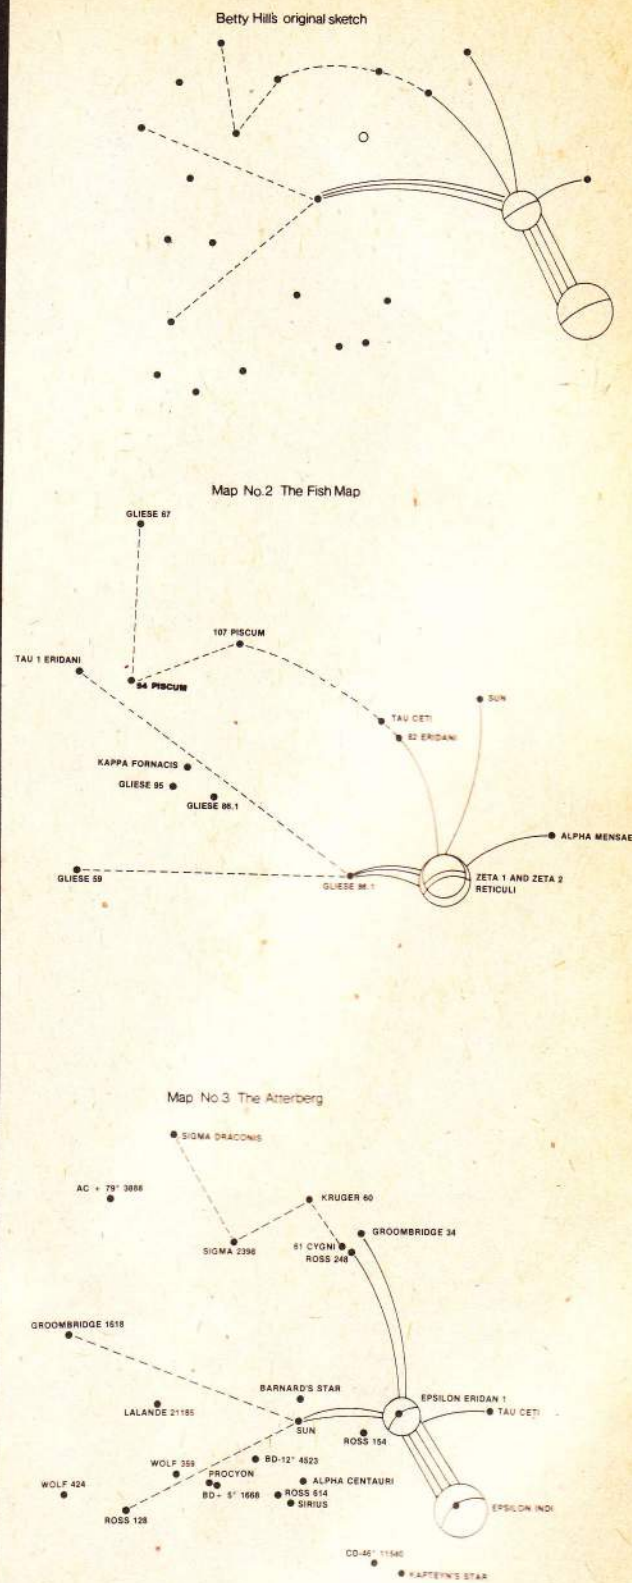 Betty Hill's original sketch
Map No.2 The Fish Map
GLIESE 67
107 PISCUM
TAU 1 ERIDANI
54 PISCUM
SUN
TAU CETI
82 ERIDANI
KAPPA FORNACIS
GLIESE 95
GLIESE 86.1
ALPHA MENSAE
GLIESE 59
GLIESE 86.1
ZETA 1 AND ZETA 2
RETICULI
Map No.3 The Atterberg
SIGMA DRACONIS
AC + 79° 3888
KRUGER 60
GROOMBRIDGE 34
SIGMA 2398
61 CYGNI
ROSS 248
GROOMBRIDGE 1618
BARNARD'S STAR
EPSILON ERIDAN 1
TAU CETI
LALANDE 21185
SUN
ROSS 154
BD-12° 4523
WOLF 359
PROCYON
ALPHA CENTAURI
WOLF 424
BD+ 5° 1668
ROSS 614
SIRIUS
ROSS 128
EPSILON INDI
CD-46° 11540
KAPTEYN'S STAR